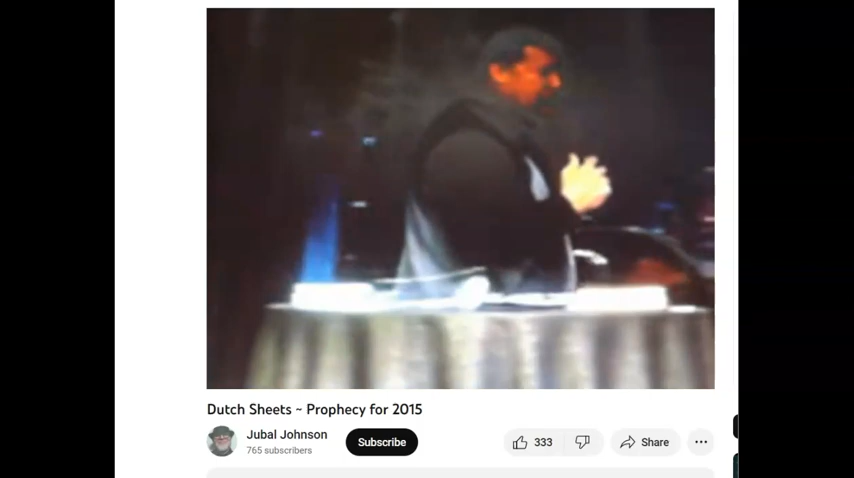 Dutch Sheets ~ Prophecy for 2015
Jubal Johnson
765 subscribers
Subscribe
333
Share